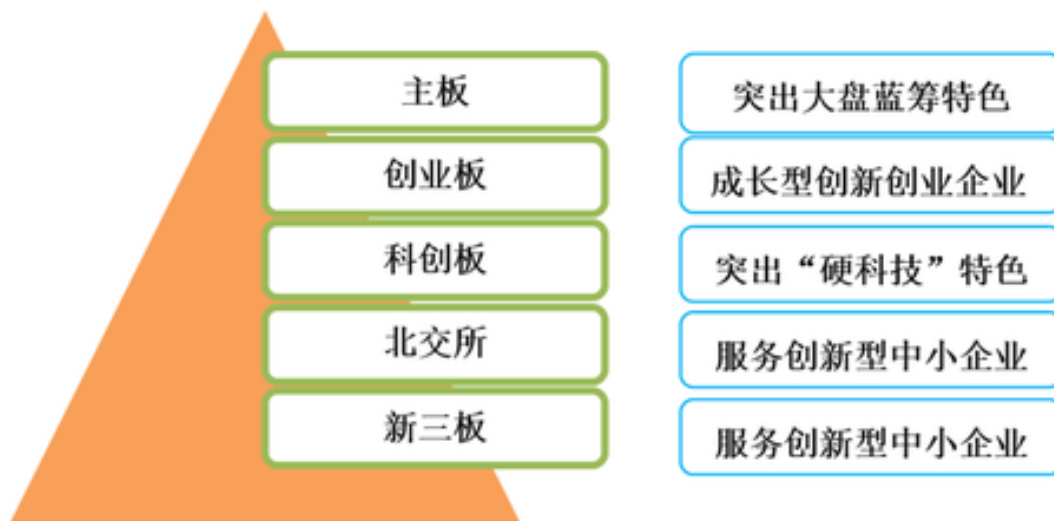 主板
突出大盘蓝筹特色
创业板
成长型创新创业企业
科创板
突出“硬科技”特色
北交所
服务创新型中小企业
新三板
服务创新型中小企业